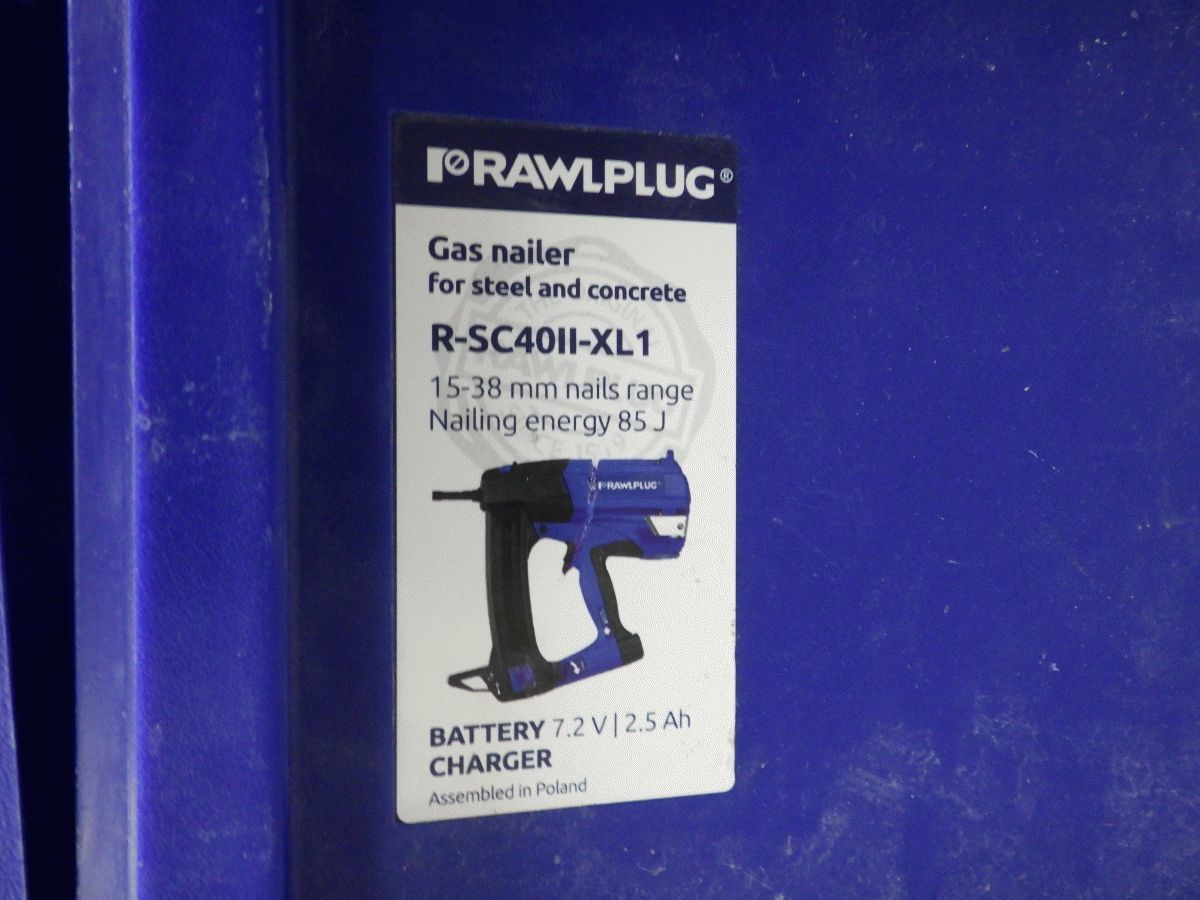 RAWLPLUG®
Gas nailer
for steel and concrete
R-SC40II-XL1
15-38 mm nails range
Nailing energy 85 J
RAWLPLUG
BATTERY 7.2 V | 2.5 Ah
CHARGER
Assembled in Poland